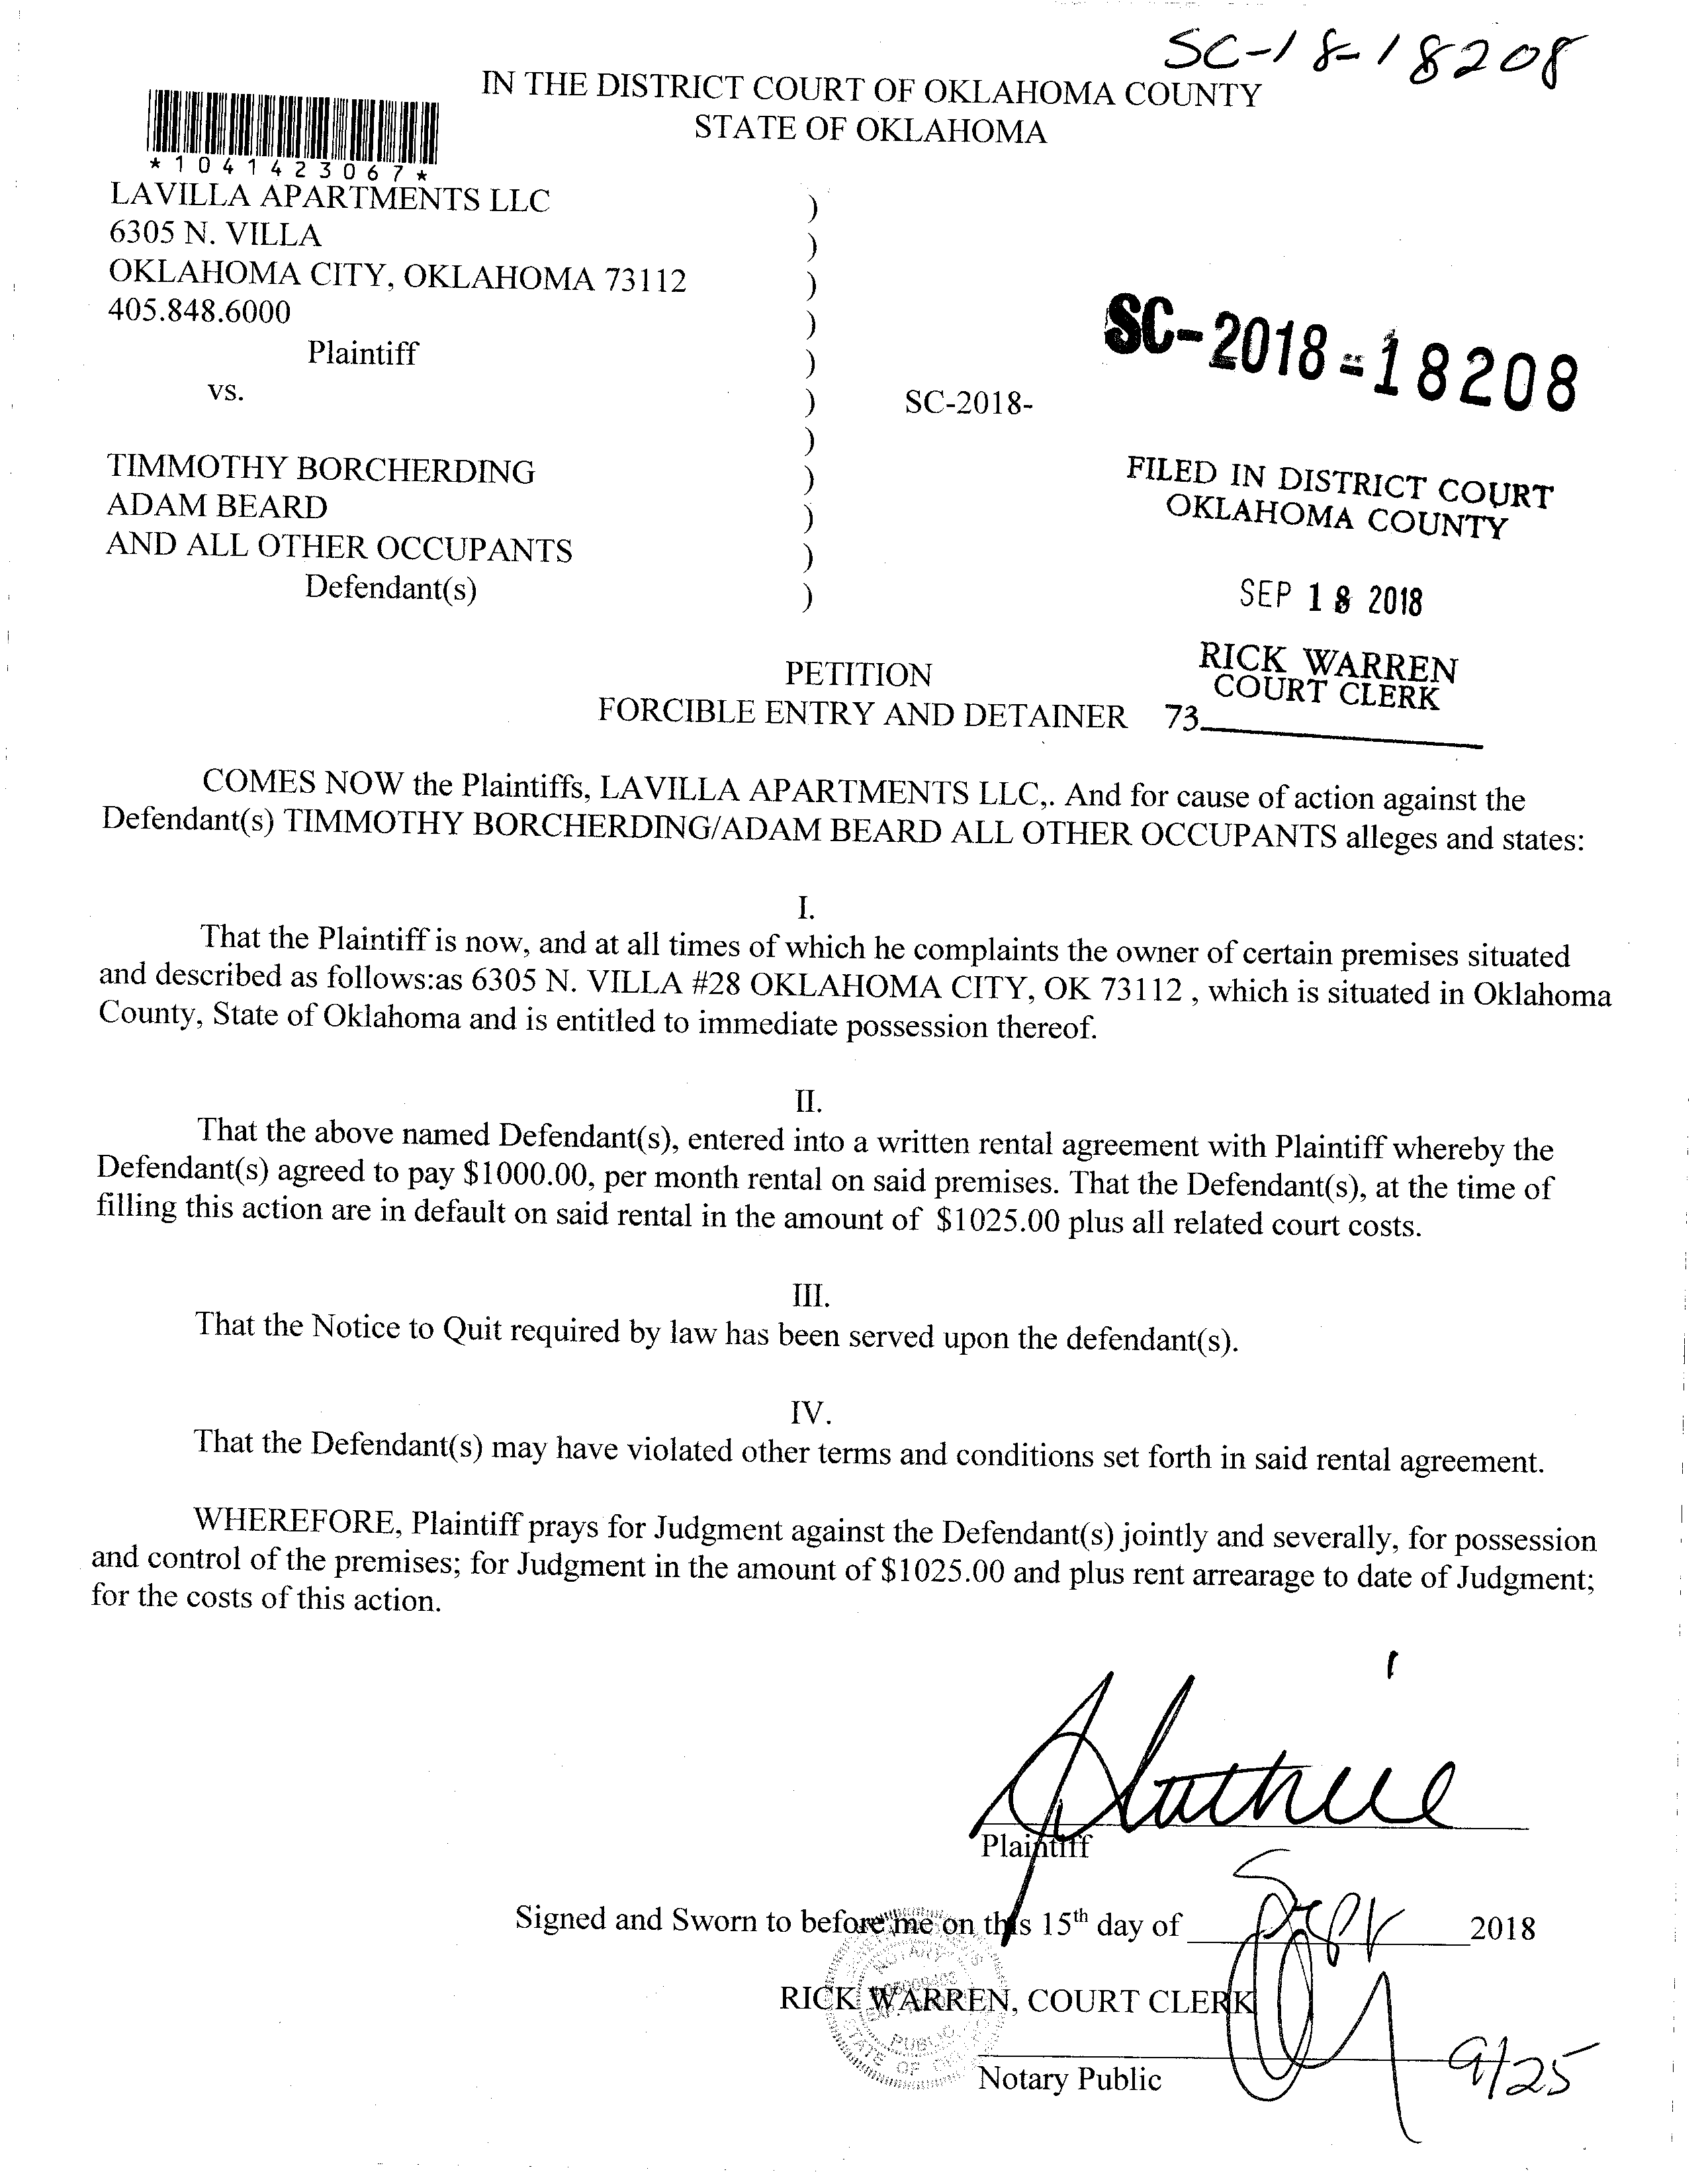 SC-18-18208
IN THE DISTRICT COURT OF OKLAHOMA COUNTY
STATE OF OKLAHOMA
*1041423067*
LAVILLA APARTMENTS LLC )
6305 N. VILLA )
OKLAHOMA CITY, OKLAHOMA 73112 )
405.848.6000 )
Plaintiff )
vs. ) SC-2018-
SC-2018-18208
)
TIMMOTHY BORCHERDING )
ADAM BEARD )
AND ALL OTHER OCCUPANTS )
Defendant(s) )
FILED IN DISTRICT COURT
OKLAHOMA COUNTY
SEP 18 2018
RICK WARREN
COURT CLERK
73
PETITION
FORCIBLE ENTRY AND DETAINER
COMES NOW the Plaintiffs, LAVILLA APARTMENTS LLC,. And for cause of action against the
Defendant(s) TIMMOTHY BORCHERDING/ADAM BEARD ALL OTHER OCCUPANTS alleges and states:
I.
That the Plaintiff is now, and at all times of which he complaints the owner of certain premises situated
and described as follows:as 6305 N. VILLA #28 OKLAHOMA CITY, OK 73112 , which is situated in Oklahoma
County, State of Oklahoma and is entitled to immediate possession thereof.
II.
That the above named Defendant(s), entered into a written rental agreement with Plaintiff whereby the
Defendant(s) agreed to pay $1000.00, per month rental on said premises. That the Defendant(s), at the time of
filling this action are in default on said rental in the amount of $1025.00 plus all related court costs.
III.
That the Notice to Quit required by law has been served upon the defendant(s).
IV.
That the Defendant(s) may have violated other terms and conditions set forth in said rental agreement.
WHEREFORE, Plaintiff prays for Judgment against the Defendant(s) jointly and severally, for possession
and control of the premises; for Judgment in the amount of $1025.00 and plus rent arrearage to date of Judgment;
for the costs of this action.
Plaintiff
Signed and Sworn to before me on this 15th day of Sept 2018
RICK WARREN, COURT CLERK
NOTARY
PUBLIC
STATE OF
Notary Public
9/25